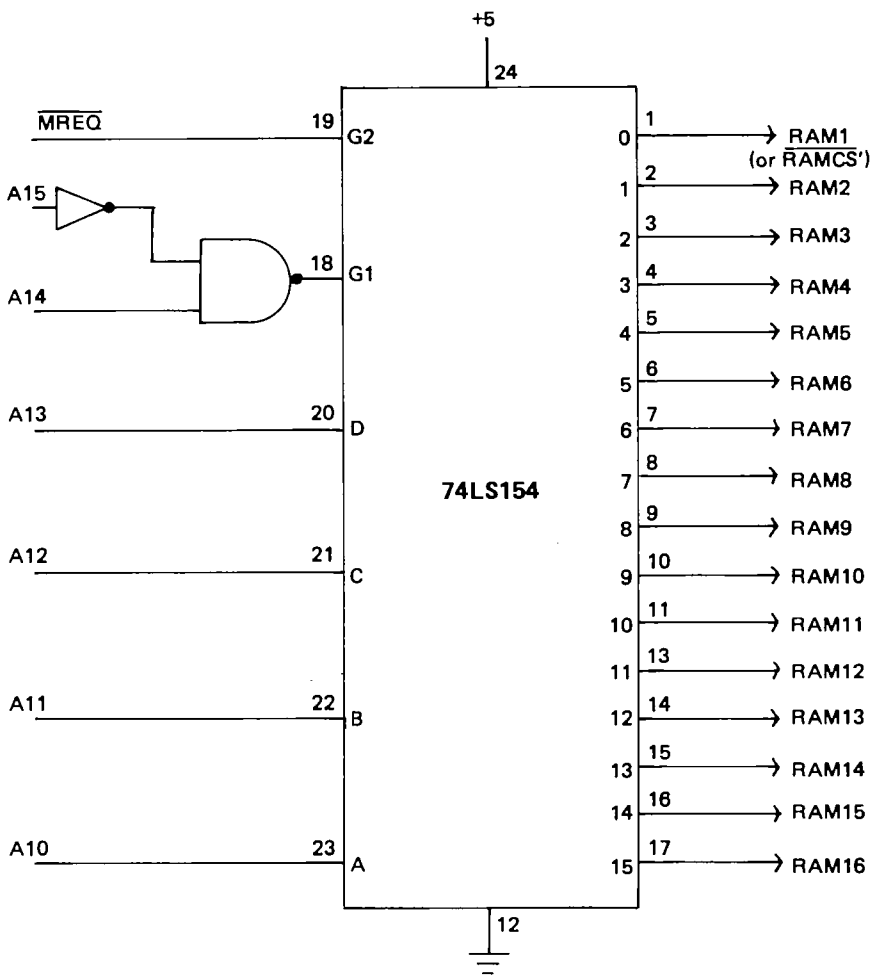 +5
24
M̅R̅E̅Q̅
19
G2
A15
A14
18
G1
A13
20
D
A12
21
C
A11
22
B
A10
23
A
74LS154
0
1
RAM1
(or R̅A̅M̅C̅S̅')
1
2
RAM2
2
3
RAM3
3
4
RAM4
4
5
RAM5
5
6
RAM6
6
7
RAM7
7
8
RAM8
8
9
RAM9
9
10
RAM10
10
11
RAM11
11
13
RAM12
12
14
RAM13
13
15
RAM14
14
16
RAM15
15
17
RAM16
12